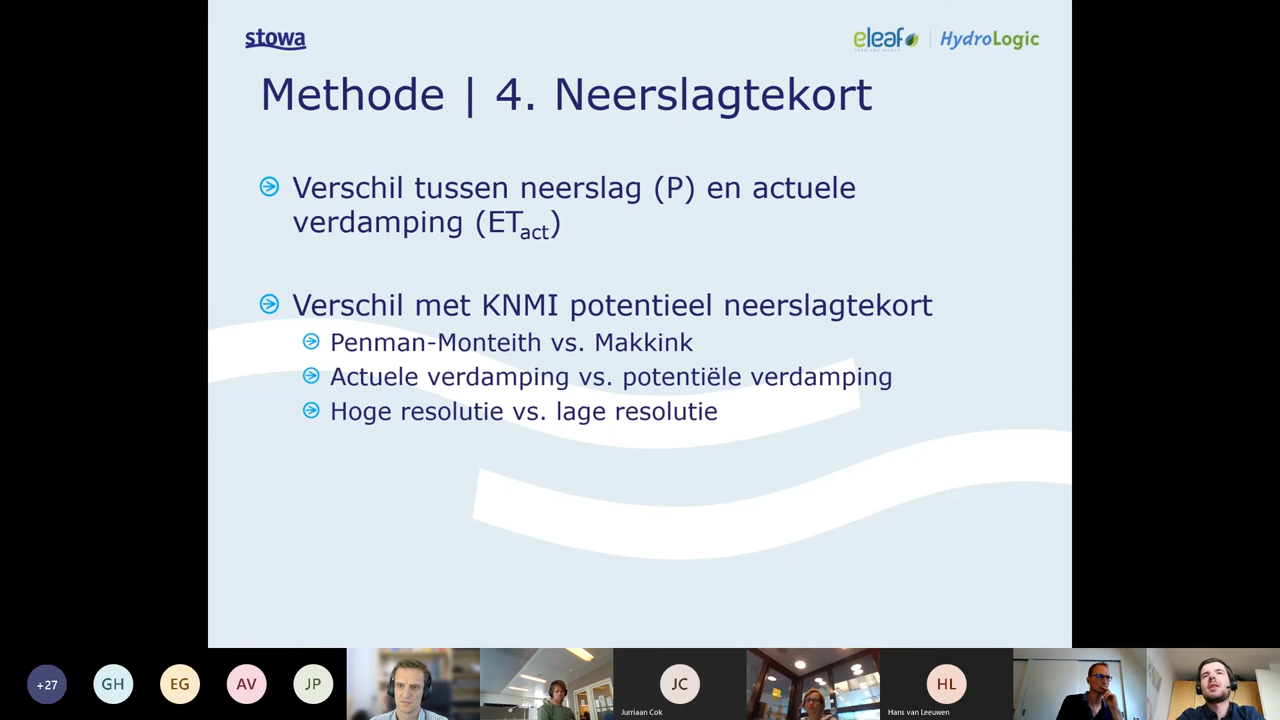 stowa
eleaf
HydroLogic
Methode | 4. Neerslagtekort
Verschil tussen neerslag (P) en actuele
verdamping (ETact)
Verschil met KNMI potentieel neerslagtekort
Penman-Monteith vs. Makkink
Actuele verdamping vs. potentiële verdamping
Hoge resolutie vs. lage resolutie
+27
GH
EG
AV
JP
JC
Jurriaan Cok
HL
Hans van Leeuwen